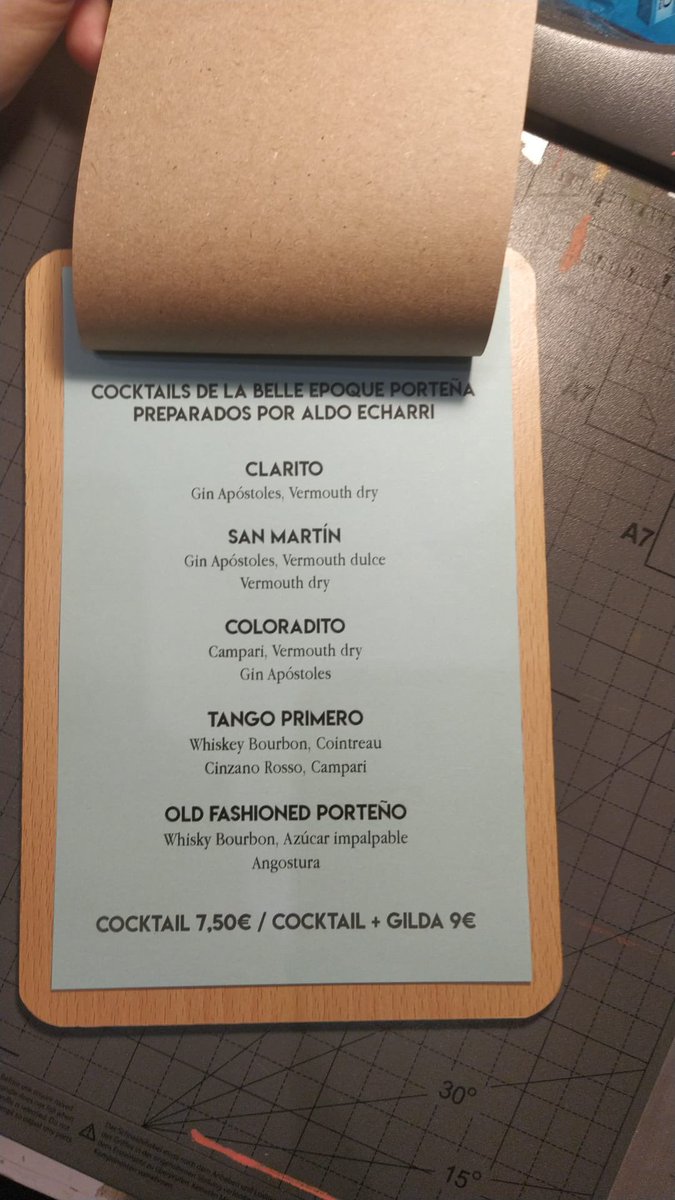 COCKTAILS DE LA BELLE EPOQUE PORTEÑA
PREPARADOS POR ALDO ECHARRI
CLARITO
Gin Apóstoles, Vermouth dry
SAN MARTÍN
Gin Apóstoles, Vermouth dulce
Vermouth dry
COLORADITO
Campari, Vermouth dry
Gin Apóstoles
TANGO PRIMERO
Whiskey Bourbon, Cointreau
Cinzano Rosso, Campari
OLD FASHIONED PORTEÑO
Whisky Bourbon, Azúcar impalpable
Angostura
COCKTAIL 7,50€ / COCKTAIL + GILDA 9€
A7
A7
30°
15°